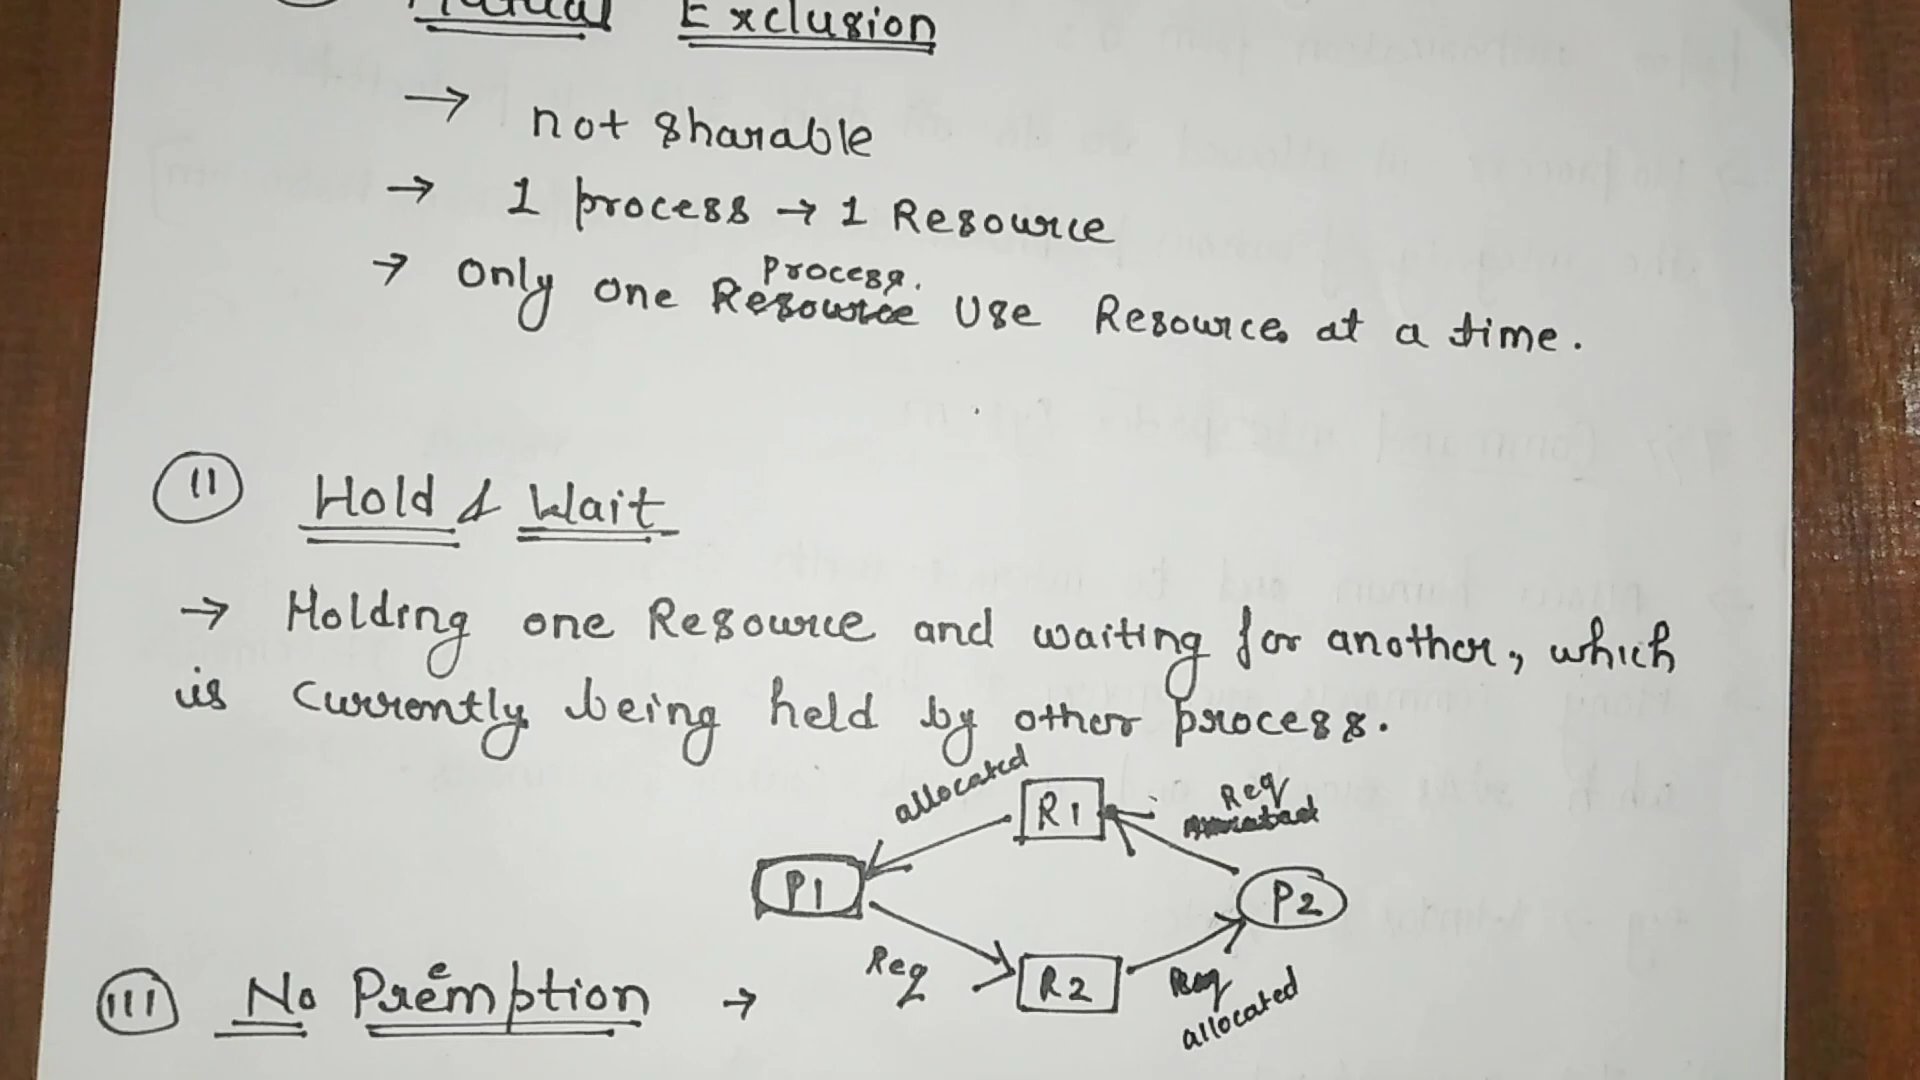 Mutual Exclusion
→ not sharable
→ 1 process → 1 Resource
Process.
→ Only one Resource Use Resource at a time.
II Hold & Wait
→ Holding one Resource and waiting for another, which
is currently being held by other process.
allocated
R1
Req
P1
P2
Req
R2
Req
allocated
III No Preemption →